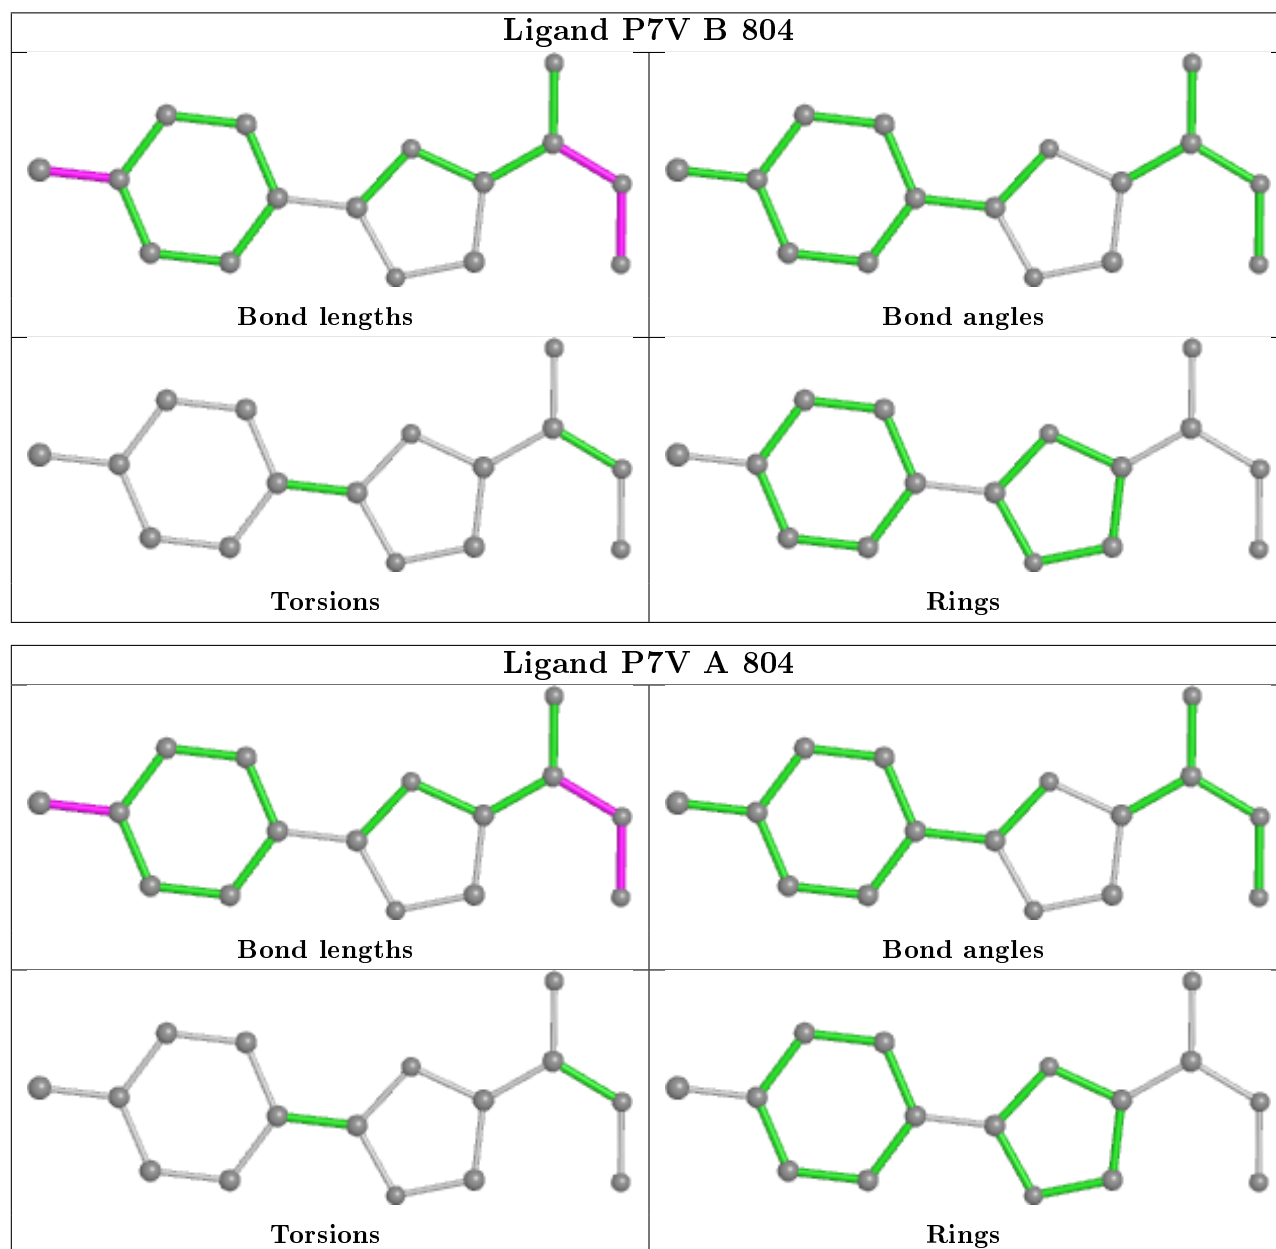 Ligand P7V B 804
Bond lengths
Bond angles
Torsions
Rings
Ligand P7V A 804
Bond lengths
Bond angles
Torsions
Rings